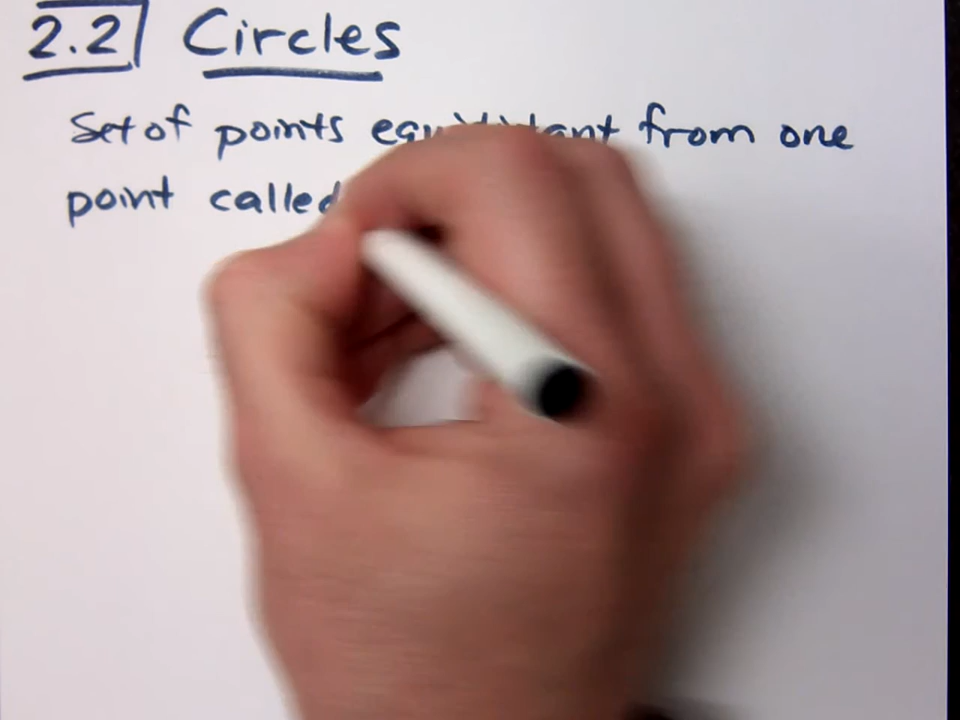 2.2 Circles
Set of points from one
point called